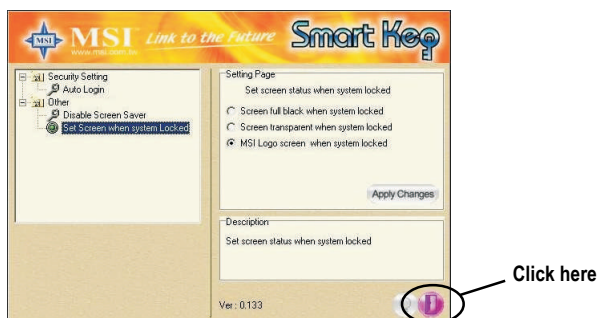 MSI MSI Link to the Future Smart Key
www.msi.com.tw
Security Setting
Auto Login
Other
Disable Screen Saver
Set Screen when system Locked
Setting Page
Set screen status when system locked
Screen full black when system locked
Screen transparent when system locked
MSI Logo screen when system locked
Apply Changes
Description
Set screen status when system locked
Ver : 0.133
Click here